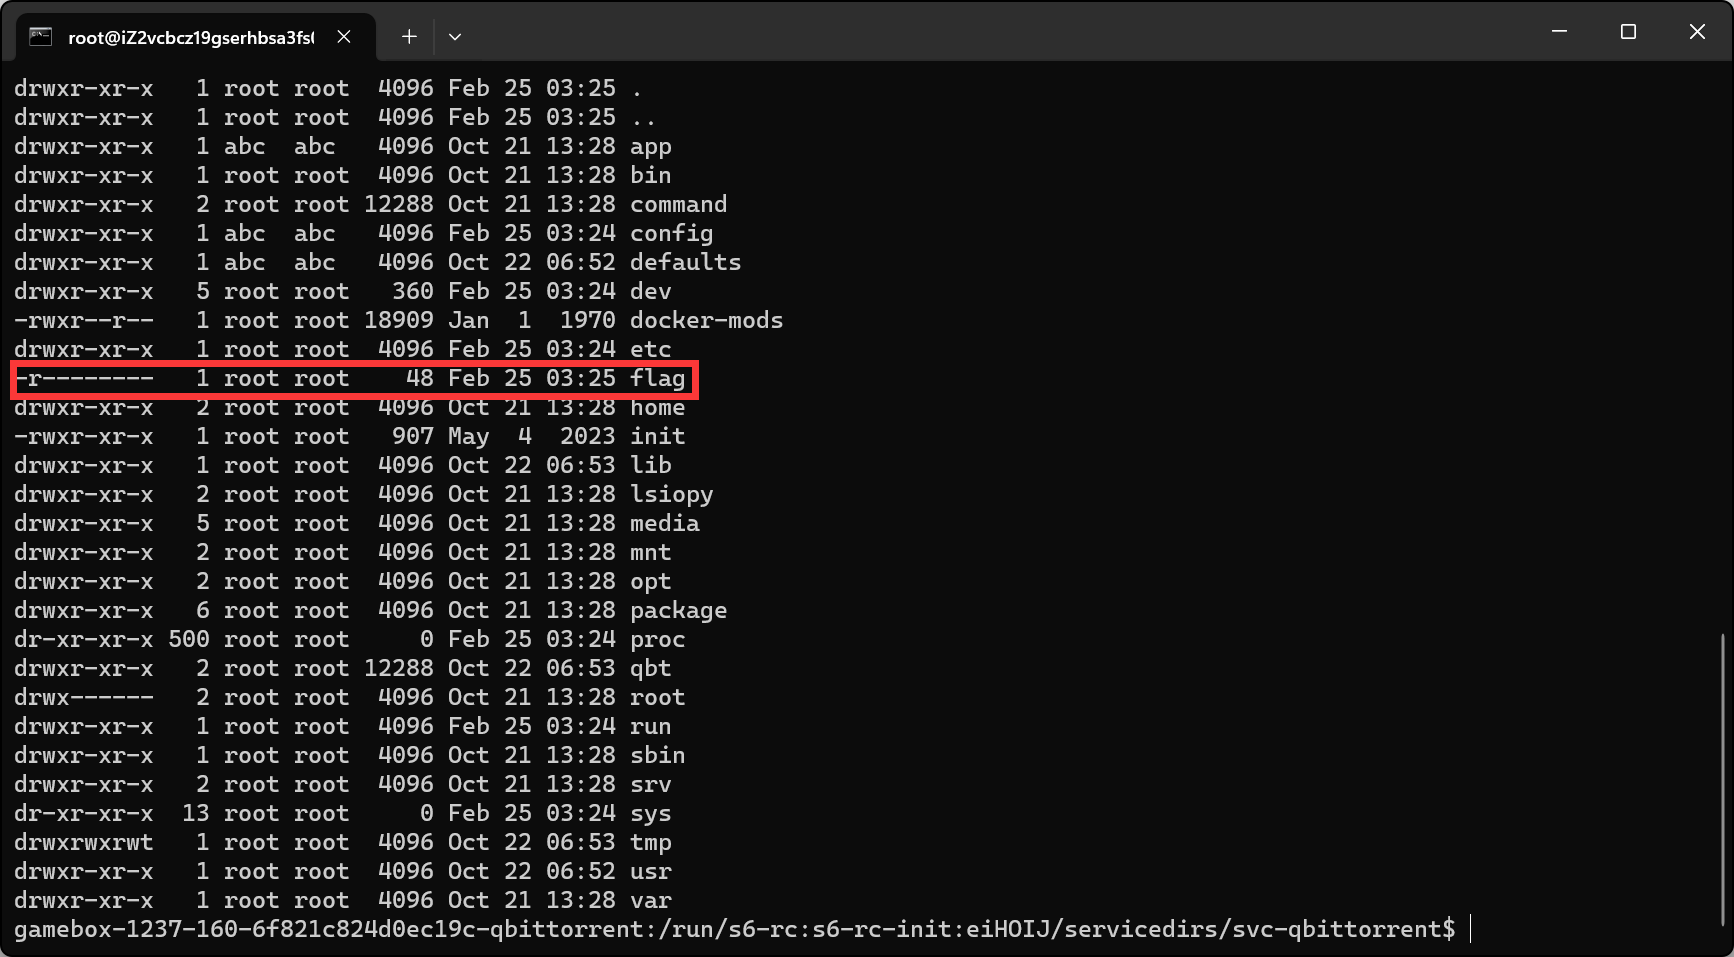 root@iZ2vcbcz19gserhbsa3fs
drwxr-xr-x   1 root root  4096 Feb 25 03:25 .
drwxr-xr-x   1 root root  4096 Feb 25 03:25 ..
drwxr-xr-x   1 abc  abc   4096 Oct 21 13:28 app
drwxr-xr-x   1 root root  4096 Oct 21 13:28 bin
drwxr-xr-x   2 root root 12288 Oct 21 13:28 command
drwxr-xr-x   1 abc  abc   4096 Feb 25 03:24 config
drwxr-xr-x   1 abc  abc   4096 Oct 22 06:52 defaults
drwxr-xr-x   5 root root   360 Feb 25 03:24 dev
-rwxr--r--   1 root root 18909 Jan  1  1970 docker-mods
drwxr-xr-x   1 root root  4096 Feb 25 03:24 etc
-r--------   1 root root    48 Feb 25 03:25 flag
drwxr-xr-x   2 root root  4096 Oct 21 13:28 home
-rwxr-xr-x   1 root root   907 May  4  2023 init
drwxr-xr-x   1 root root  4096 Oct 22 06:53 lib
drwxr-xr-x   2 root root  4096 Oct 21 13:28 lsiopy
drwxr-xr-x   5 root root  4096 Oct 21 13:28 media
drwxr-xr-x   2 root root  4096 Oct 21 13:28 mnt
drwxr-xr-x   2 root root  4096 Oct 21 13:28 opt
drwxr-xr-x   6 root root  4096 Oct 21 13:28 package
dr-xr-xr-x 500 root root     0 Feb 25 03:24 proc
drwxr-xr-x   2 root root 12288 Oct 22 06:53 qbt
drwx------   2 root root  4096 Oct 21 13:28 root
drwxr-xr-x   1 root root  4096 Feb 25 03:24 run
drwxr-xr-x   1 root root  4096 Oct 21 13:28 sbin
drwxr-xr-x   2 root root  4096 Oct 21 13:28 srv
dr-xr-xr-x  13 root root     0 Feb 25 03:24 sys
drwxrwxrwt   1 root root  4096 Oct 22 06:53 tmp
drwxr-xr-x   1 root root  4096 Oct 22 06:52 usr
drwxr-xr-x   1 root root  4096 Oct 21 13:28 var
gamebox-1237-160-6f821c824d0ec19c-qbittorrent:/run/s6-rc:s6-rc-init:eiHOIJ/servicedirs/svc-qbittorrent$